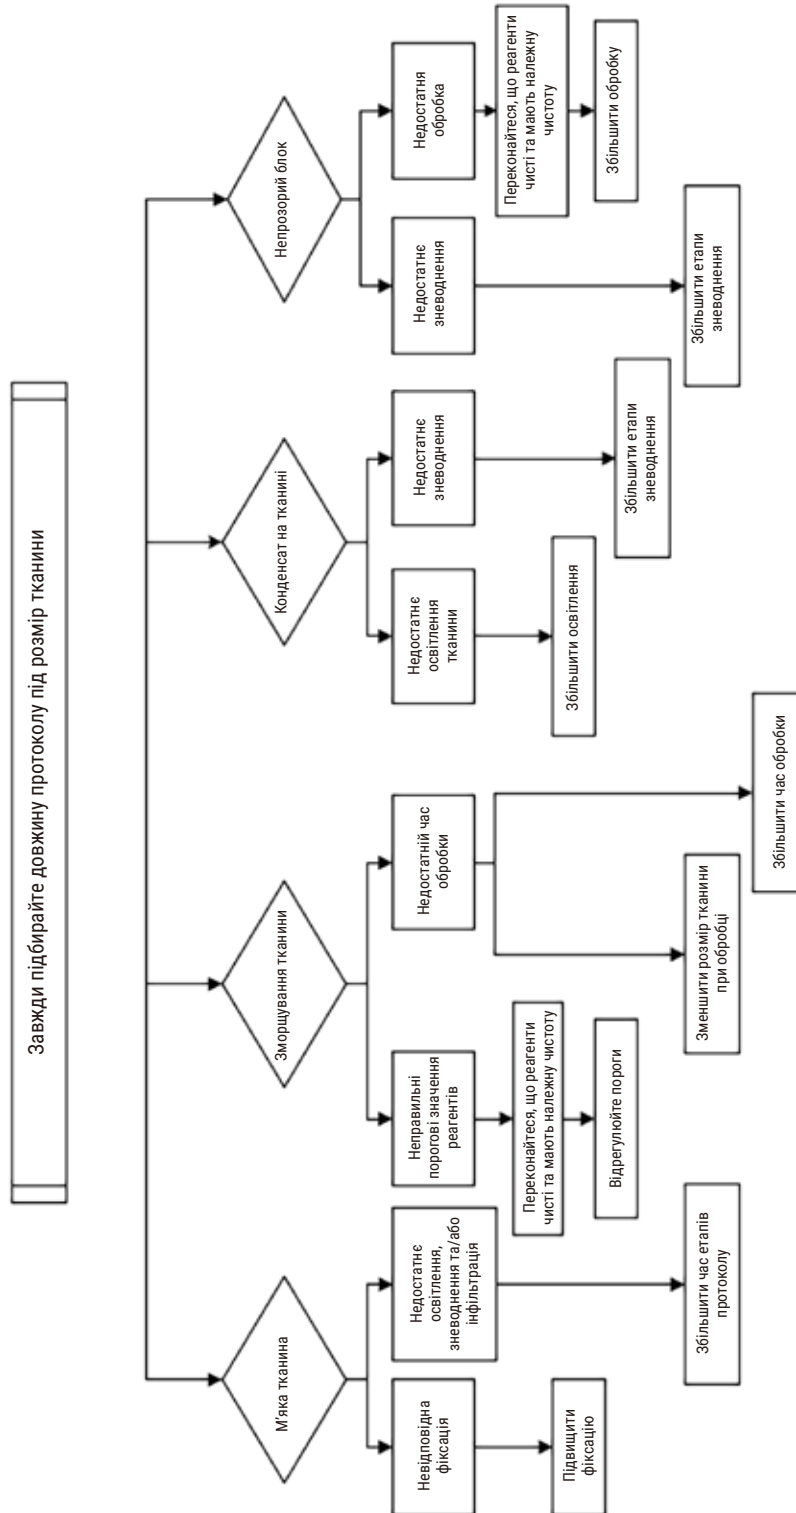 Завжди підбирайте довжину протоколу під розмір тканини
М'яка тканина
Зморщування тканини
Конденсат на тканині
Непрозорий блок
Невідповідна
фіксація
Недостатнє
освітлення,
зневоднення та/або
інфільтрація
Неправильні
порогові значення
реагентів
Недостатній час
обробки
Недостатнє
освітлення
тканини
Недостатнє
зневоднення
Недостатнє
зневоднення
Недостатня
обробка
Підвищити
фіксацію
Збільшити час етапів
протоколу
Переконайтеся, що реагенти
чисті та мають належну чистоту
Відрегулюйте пороги
Зменшити розмір тканини
при обробці
Збільшити час обробки
Збільшити освітлення
Збільшити етапи
зневоднення
Збільшити етапи
зневоднення
Переконайтеся, що реагенти
чисті та мають належну
чистоту
Збільшити обробку